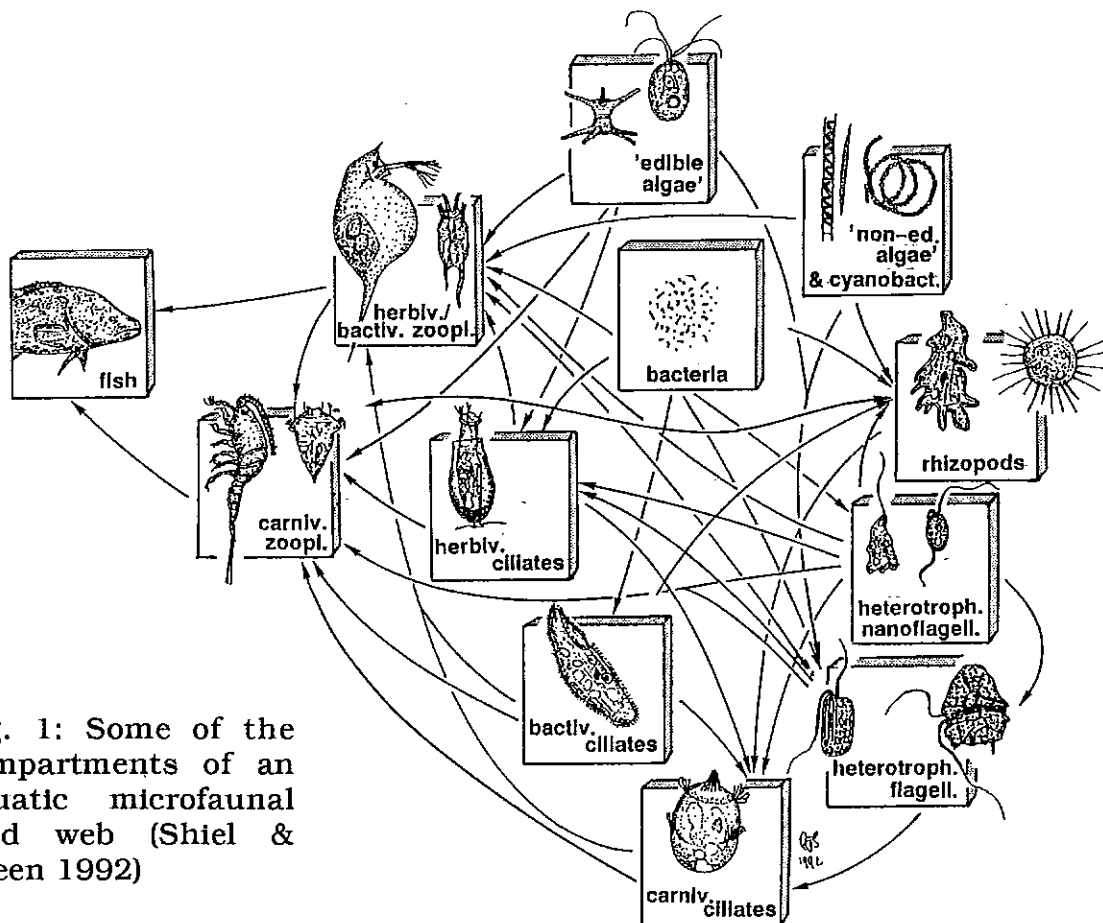 'edible
algae'
'non-ed.
algae'
& cyanobact.
herbiv./
bactiv. zoopl.
fish
bacteria
rhizopods
carniv.
zoopl.
herbiv.
ciliates
heterotroph.
nanoflagell.
bactiv.
ciliates
heterotroph.
flagell.
carniv.
ciliates
1992
g. 1: Some of the
mpartments of an
uatic microfaunal
d web (Shiel &
een 1992)